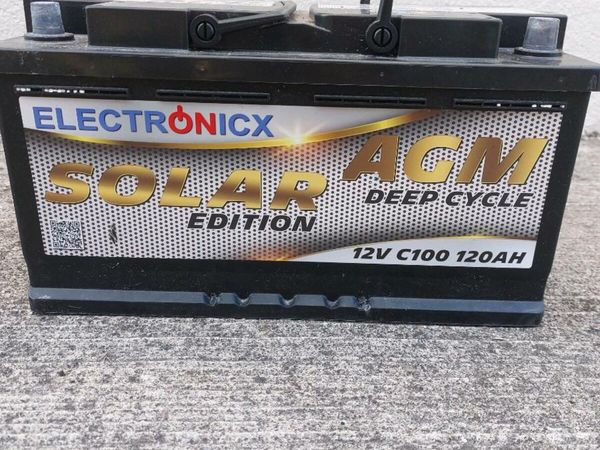 ELECTRONICX
SOLAR
EDITION
AGM
DEEP CYCLE
12V C100 120AH